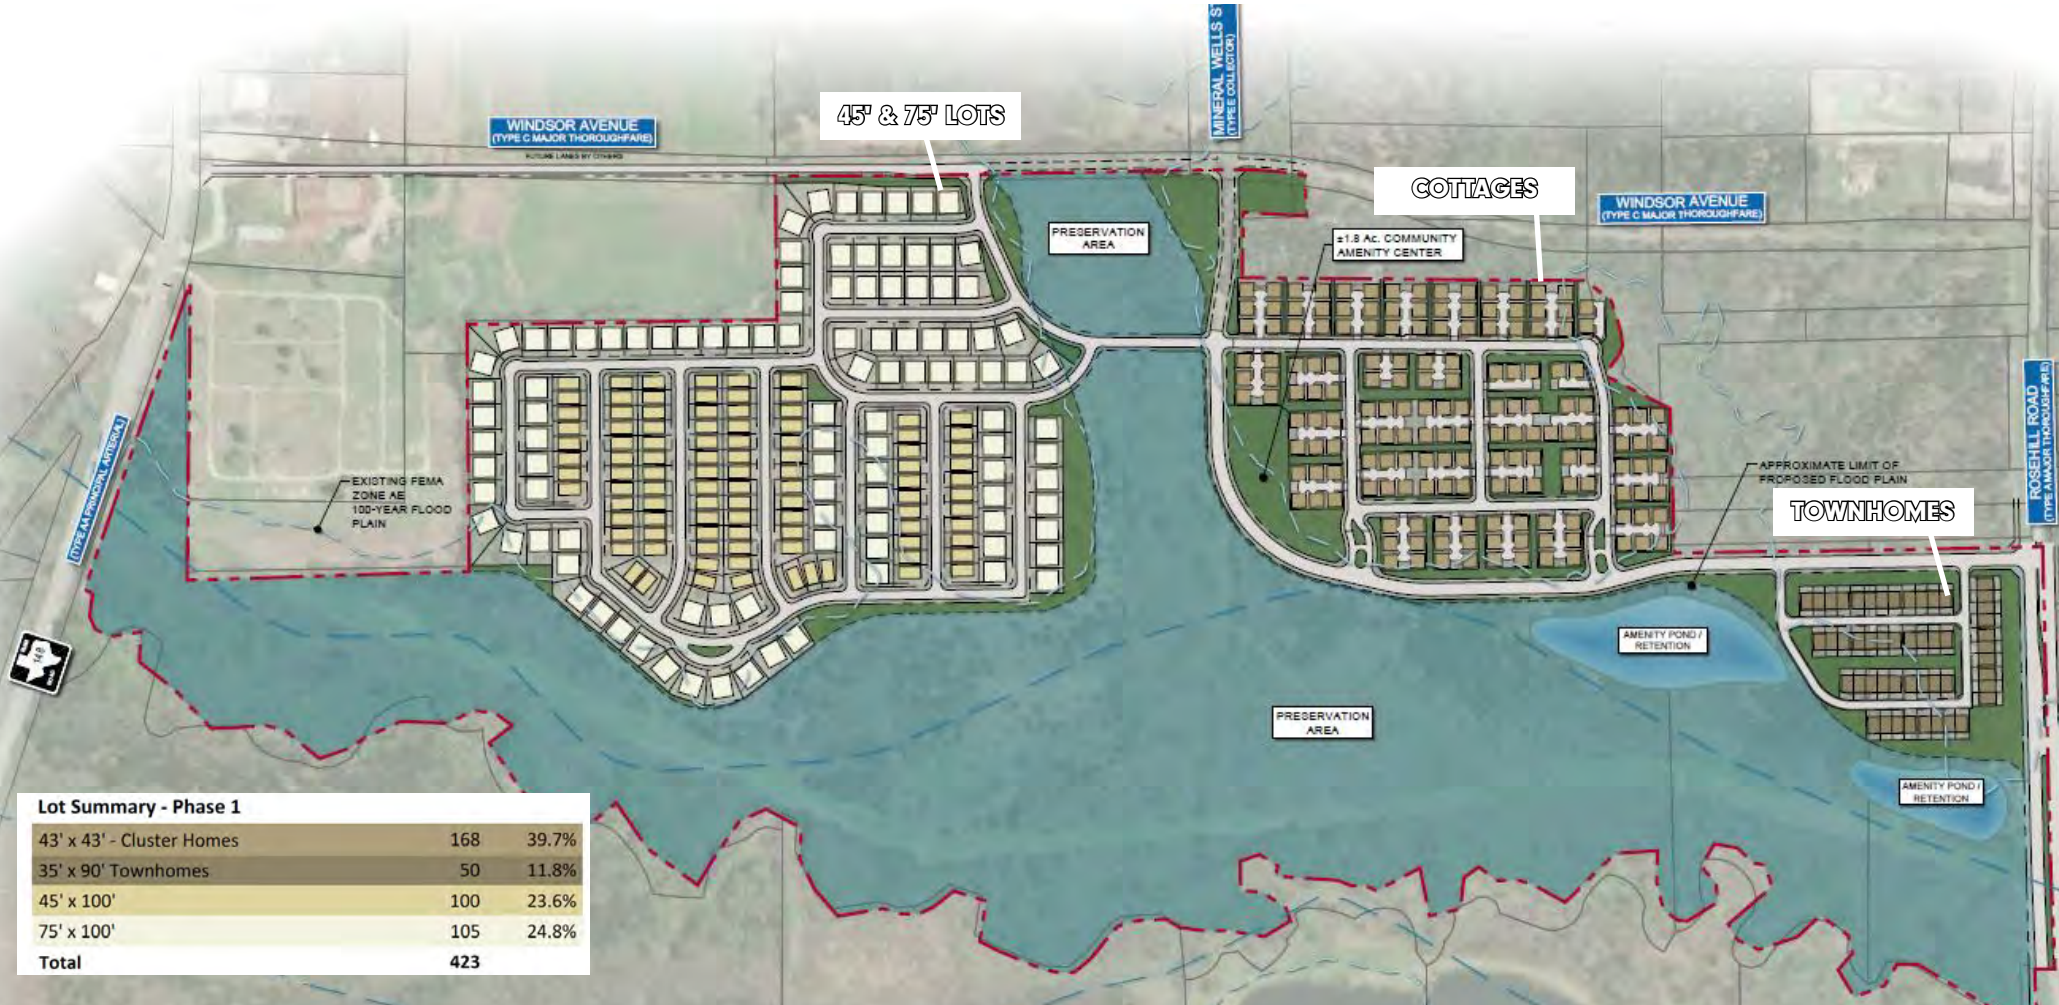 MINERAL WELLS ST
(TYPE E COLLECTOR)
45' & 75' LOTS
WINDSOR AVENUE
(TYPE C MAJOR THOROUGHFARE)
FUTURE LANES BY OTHERS
COTTAGES
WINDSOR AVENUE
(TYPE C MAJOR THOROUGHFARE)
PRESERVATION
AREA
±1.8 Ac. COMMUNITY
AMENITY CENTER
ROSEHILL ROAD
(TYPE A MAJOR THOROUGHFARE)
(TYPE AA PRINCIPAL ARTERIAL)
EXISTING FEMA
ZONE AE
100-YEAR FLOOD
PLAIN
APPROXIMATE LIMIT OF
PROPOSED FLOOD PLAIN
TOWNHOMES
AMENITY POND /
RETENTION
148
ROAD
PRESERVATION
AREA
AMENITY POND /
RETENTION
Lot Summary - Phase 1
43' x 43' - Cluster Homes 168 39.7%
35' x 90' Townhomes 50 11.8%
45' x 100' 100 23.6%
75' x 100' 105 24.8%
Total 423